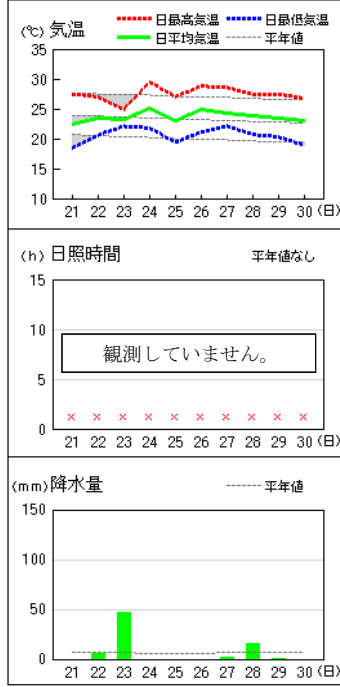 (℃) 気温
日最高気温 日最低気温
日平均気温 平年値
35
30
25
20
15
10
21 22 23 24 25 26 27 28 29 30 (日)
(h) 日照時間 平年値なし
15
10
観測していません。
5
0
21 22 23 24 25 26 27 28 29 30 (日)
(mm) 降水量 平年値
150
100
50
0
21 22 23 24 25 26 27 28 29 30 (日)